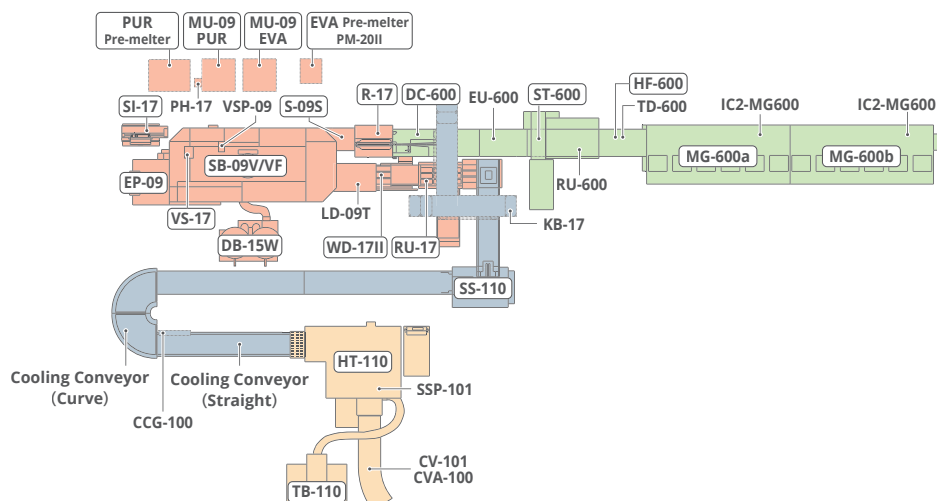 PUR
Pre-melter
MU-09
PUR
MU-09
EVA
EVA Pre-melter
PM-20II
SI-17
PH-17
VSP-09
S-09S
R-17
DC-600
EU-600
ST-600
HF-600
TD-600
IC2-MG600
IC2-MG600
EP-09
SB-09V/VF
MG-600a
MG-600b
RU-600
VS-17
LD-09T
KB-17
DB-15W
WD-17II
RU-17
SS-110
Cooling Conveyor
(Curve)
Cooling Conveyor
(Straight)
HT-110
SSP-101
CCG-100
CV-101
CVA-100
TB-110